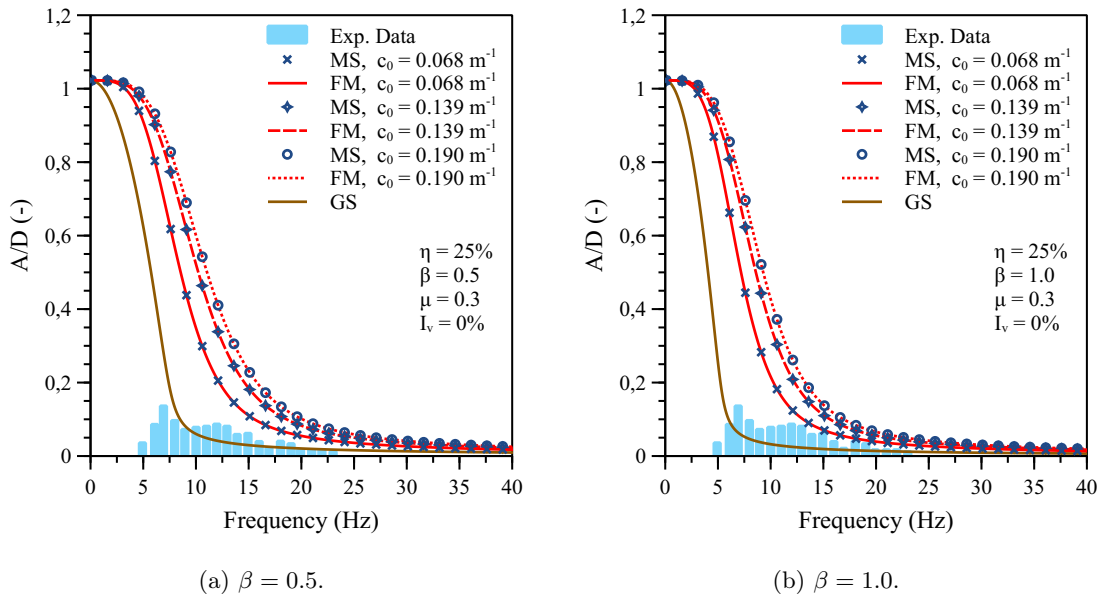 1,2
1
0,8
0,6
0,4
0,2
0
A/D (-)
Exp. Data
MS, c₀ = 0.068 m⁻¹
FM, c₀ = 0.068 m⁻¹
MS, c₀ = 0.139 m⁻¹
FM, c₀ = 0.139 m⁻¹
MS, c₀ = 0.190 m⁻¹
FM, c₀ = 0.190 m⁻¹
GS
η = 25%
β = 0.5
μ = 0.3
Iᵥ = 0%
0 5 10 15 20 25 30 35 40
Frequency (Hz)
(a) β = 0.5.
1,2
1
0,8
0,6
0,4
0,2
0
A/D (-)
Exp. Data
MS, c₀ = 0.068 m⁻¹
FM, c₀ = 0.068 m⁻¹
MS, c₀ = 0.139 m⁻¹
FM, c₀ = 0.139 m⁻¹
MS, c₀ = 0.190 m⁻¹
FM, c₀ = 0.190 m⁻¹
GS
η = 25%
β = 1.0
μ = 0.3
Iᵥ = 0%
0 5 10 15 20 25 30 35 40
Frequency (Hz)
(b) β = 1.0.